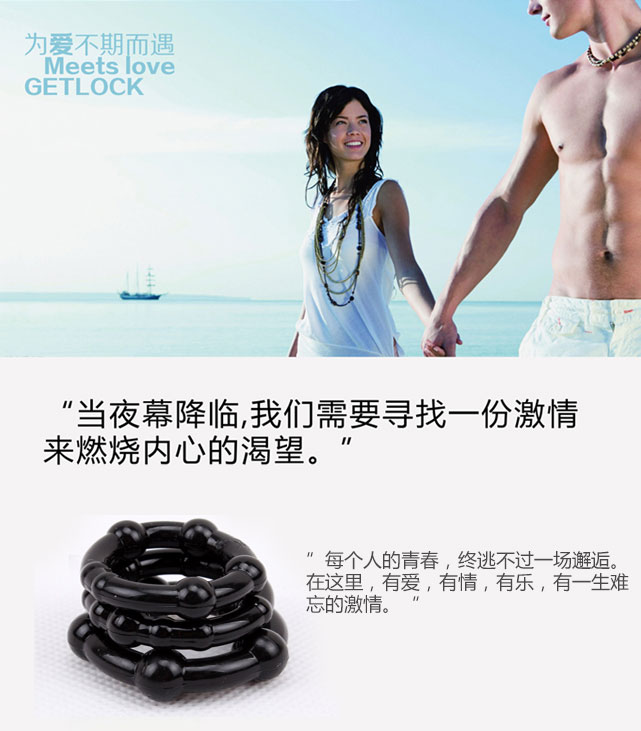 为爱不期而遇
Meets love
GETLOCK
“当夜幕降临,我们需要寻找一份激情
来燃烧内心的渴望。”
”每个人的青春，终逃不过一场邂逅。
在这里，有爱，有情，有乐，有一生难
忘的激情。“